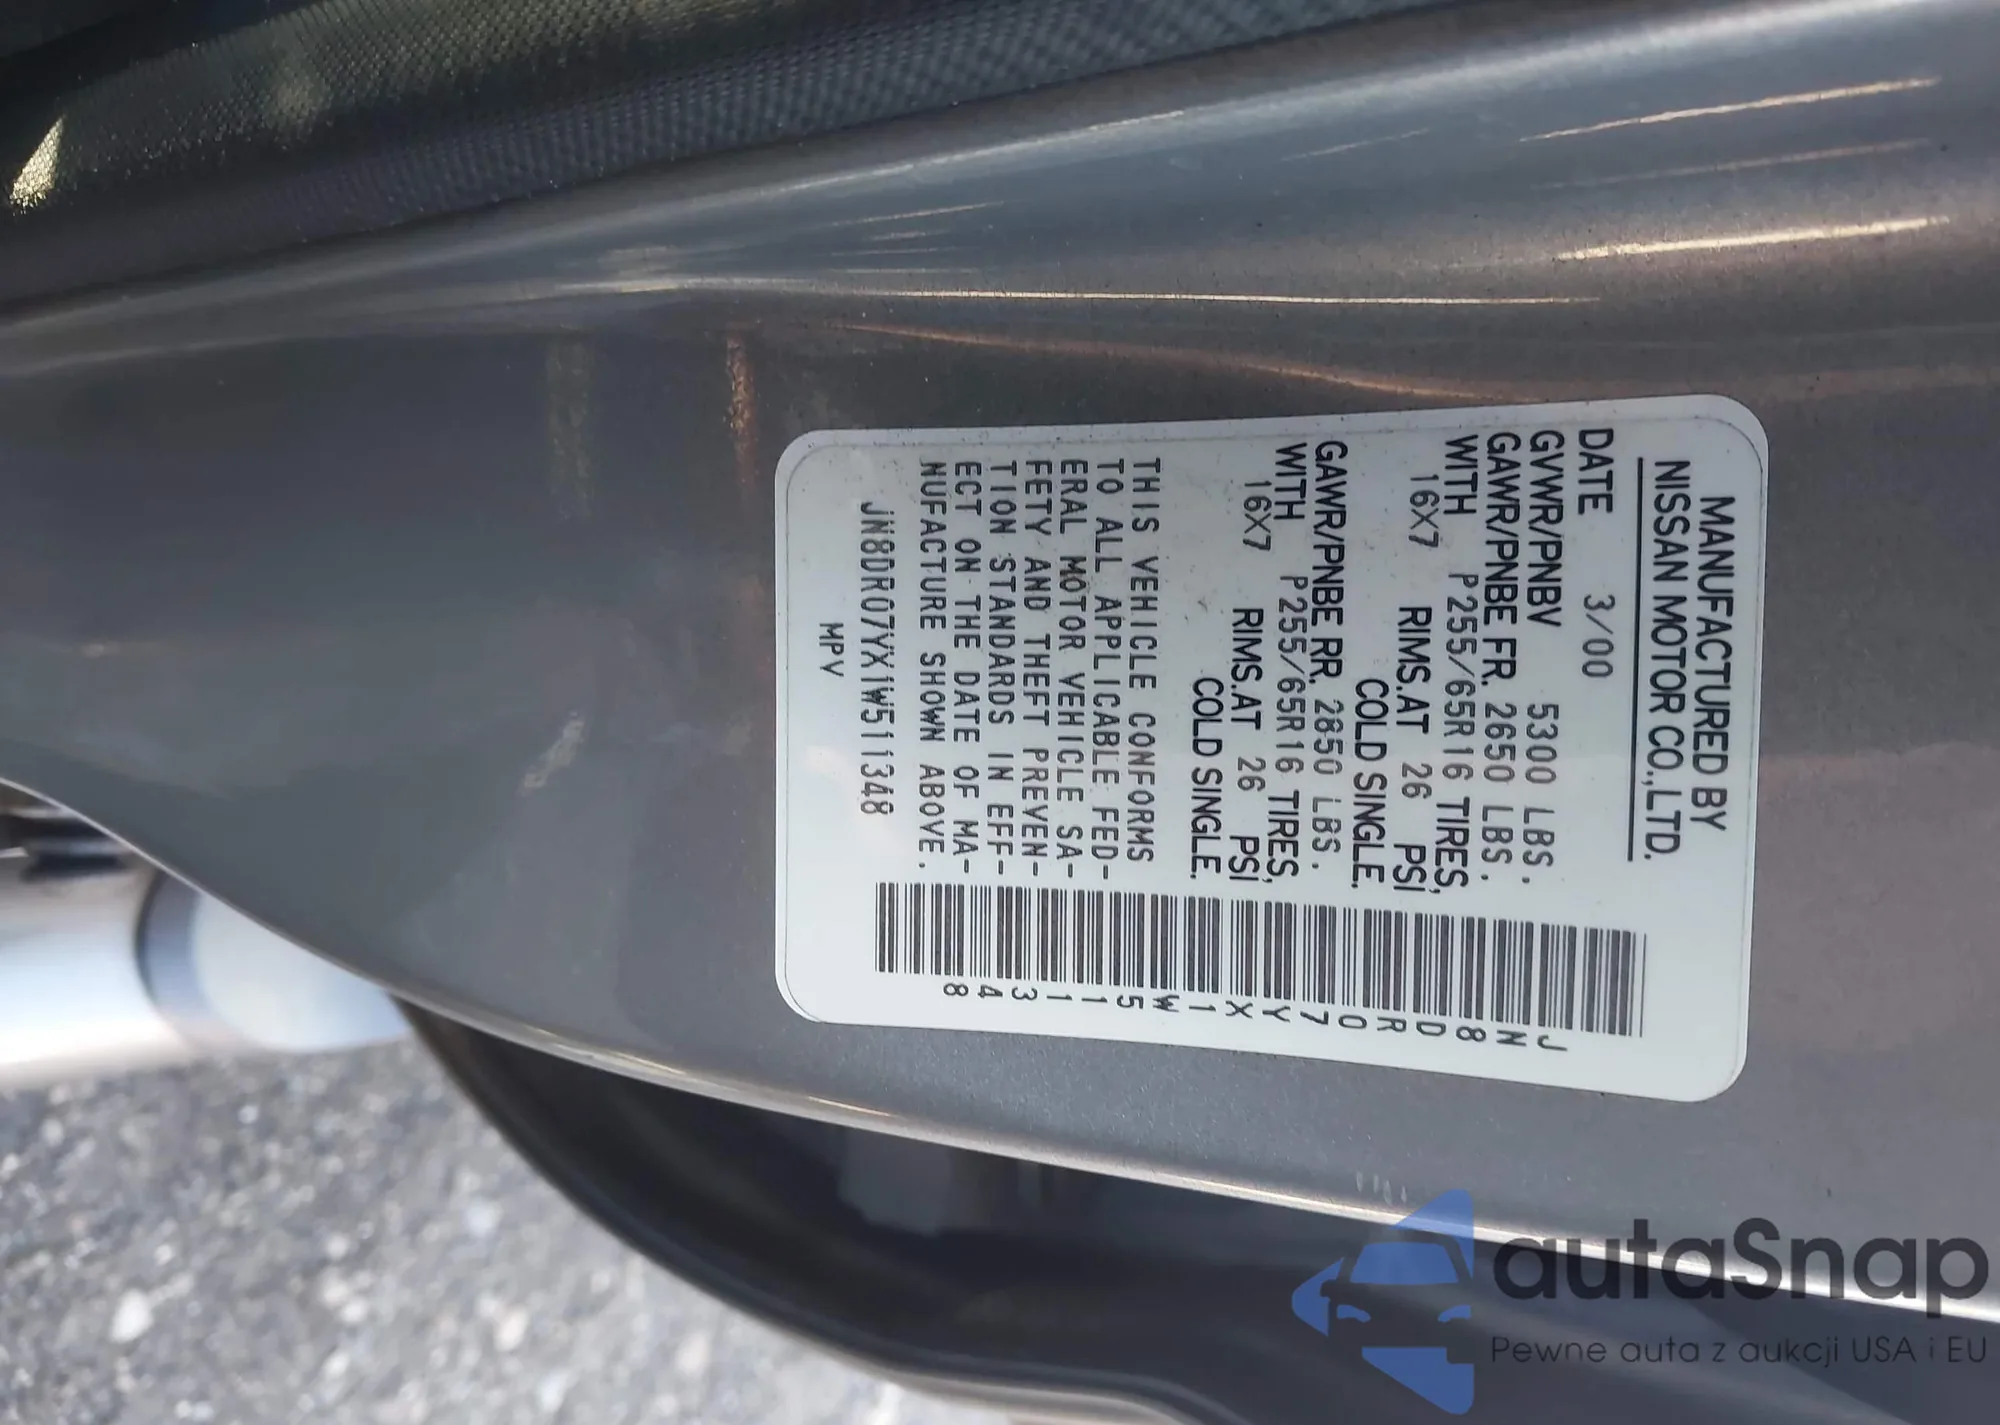 MANUFACTURED BY
NISSAN MOTOR CO.,LTD.
DATE 3/00
GVWR/PNBV 5300 LBS.
GAWR/PNBE FR. 2650 LBS.
WITH P255/65R16 TIRES,
16X7 RIMS.AT 26 PSI
COLD SINGLE.
GAWR/PNBE RR. 2850 LBS.
WITH P255/65R16 TIRES,
16X7 RIMS.AT 26 PSI
COLD SINGLE.
THIS VEHICLE CONFORMS
TO ALL APPLICABLE FED-
ERAL MOTOR VEHICLE SA-
FETY AND THEFT PREVEN-
TION STANDARDS IN EFF-
ECT ON THE DATE OF MA-
NUFACTURE SHOWN ABOVE.
JN8DR07YX1W511348
MPV
JN8DR07YX1W511348
autaSnap
Pewne auta z aukcji USA i EU